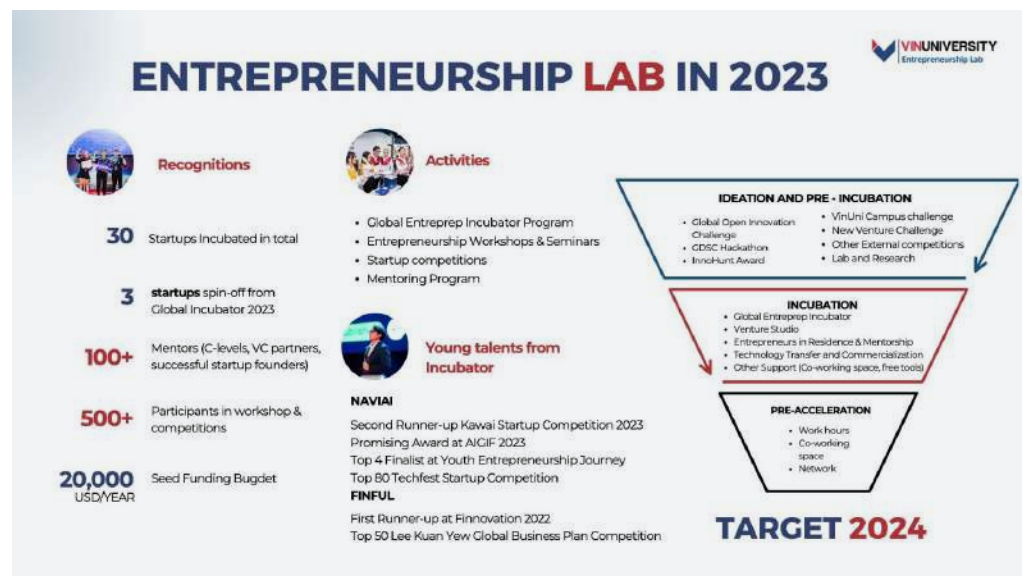 VINUNIVERSITY
Entrepreneurship Lab
ENTREPRENEURSHIP LAB IN 2023
Recognitions
30 Startups Incubated in total
3 startups spin-off from
Global Incubator 2023
100+ Mentors (C-levels, VC partners,
successful startup founders)
500+ Participants in workshop &
competitions
20,000 Seed Funding Bugdet
USD/YEAR
Activities
• Global Entreprep Incubator Program
• Entrepreneurship Workshops & Seminars
• Startup competitions
• Mentoring Program
Young talents from
Incubator
NAVIAI
Second Runner-up Kawai Startup Competition 2023
Promising Award at AIGIF 2023
Top 4 Finalist at Youth Entrepreneurship Journey
Top 80 Techfest Startup Competition
FINFUL
First Runner-up at Finnovation 2022
Top 50 Lee Kuan Yew Global Business Plan Competition
IDEATION AND PRE - INCUBATION
• Global Open Innovation
Challenge
• GDSC Hackathon
• InnoHunt Award
• VinUni Campus challenge
• New Venture Challenge
• Other External competitions
• Lab and Research
INCUBATION
• Global Entreprep Incubator
• Venture Studio
• Entrepreneurs in Residence & Mentorship
• Technology Transfer and Commercialization
• Other Support (Co-working space, free tools)
PRE-ACCELERATION
• Work hours
• Co-working
space
• Network
TARGET 2024